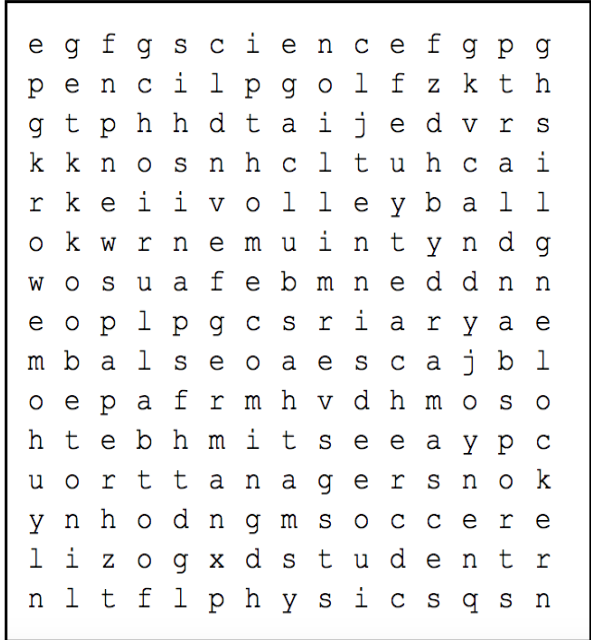 e g f g s c i e n c e f g p g
p e n c i l p g o l f z k t h
g t p h h d t a i j e d v r s
k k n o s n h c l t u h c a i
r k e i i v o l l e y b a l l
o k w r n e m u i n t y n d g
w o s u a f e b m n e d d n n
e o p l p g c s r i a r y a e
m b a l s e o a e s c a j b l
o e p a f r m h v d h m o s o
h t e b h m i t s e e a y p c
u o r t t a n a g e r s n o k
y n h o d n g m s o c c e r e
l i z o g x d s t u d e n t r
n l t f l p h y s i c s q s n